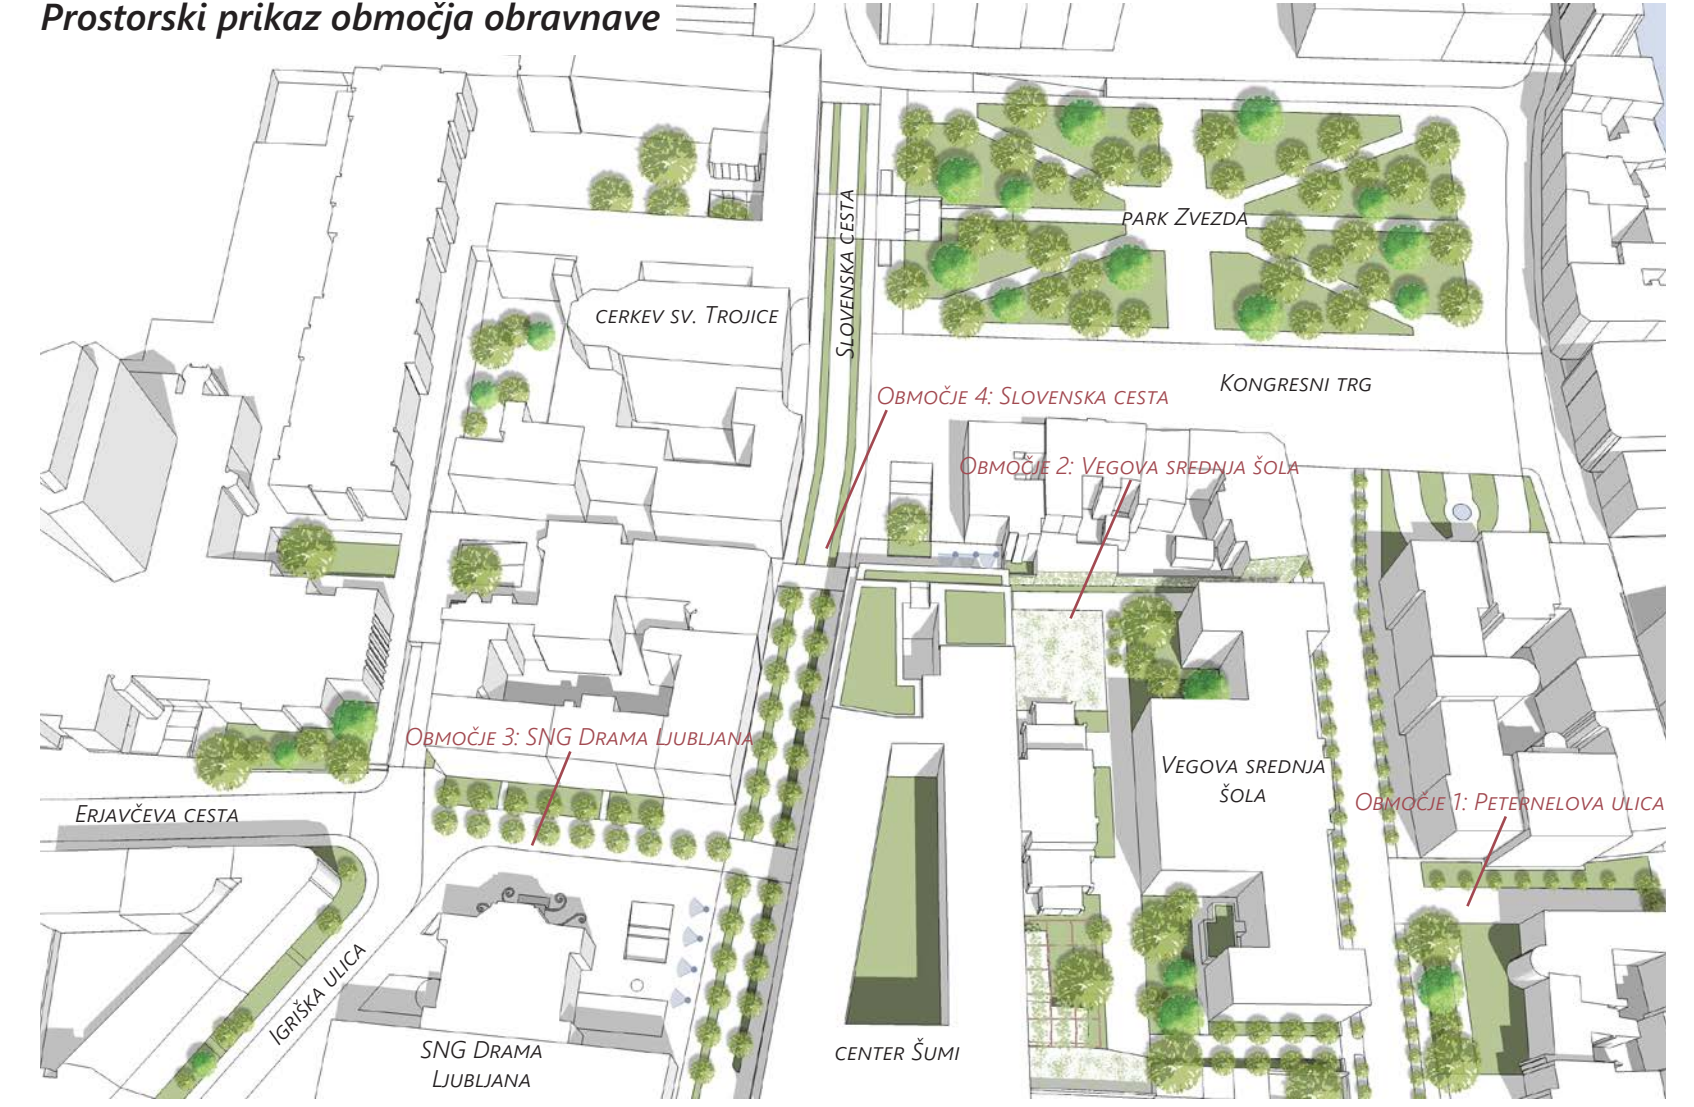 Prostorski prikaz območja obravnave
Slovenska cesta
park Zvezda
cerkev sv. Trojice
Kongresni trg
Območje 4: Slovenska cesta
Območje 2: Vegova srednja šola
Območje 3: SNG Drama Ljubljana
Vegova srednja
šola
Območje 1: Peternelova ulica
Erjavčeva cesta
Igriška ulica
SNG Drama
Ljubljana
center Šumi